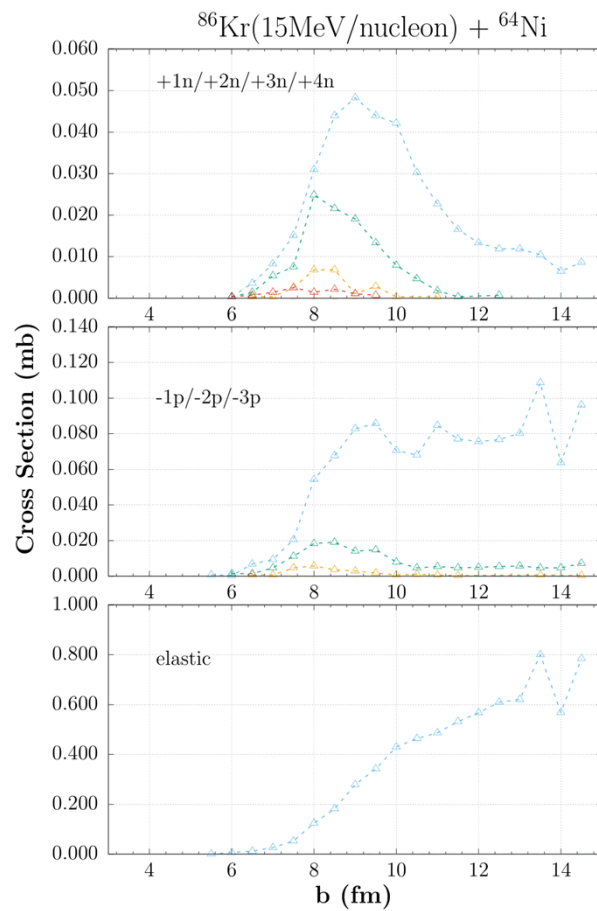 ⁸⁶Kr(15MeV/nucleon) + ⁶⁴Ni
0.060
+1n/+2n/+3n/+4n
0.050
0.040
0.030
0.020
0.010
0.000
4 6 8 10 12 14
0.140
0.120
-1p/-2p/-3p
0.100
0.080
0.060
0.040
0.020
0.000
4 6 8 10 12 14
1.000
elastic
0.800
0.600
0.400
0.200
0.000
4 6 8 10 12 14
b (fm)
Cross Section (mb)